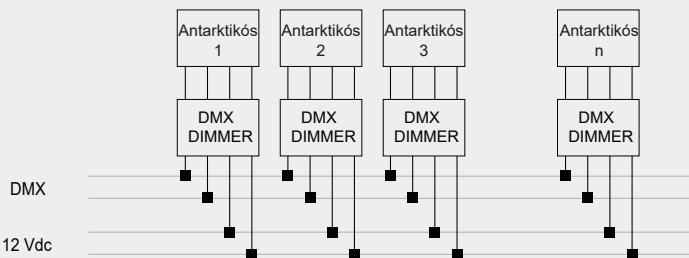 Antarktikós
1
Antarktikós
2
Antarktikós
3
Antarktikós
n
DMX
DIMMER
DMX
DIMMER
DMX
DIMMER
DMX
DIMMER
DMX
12 Vdc